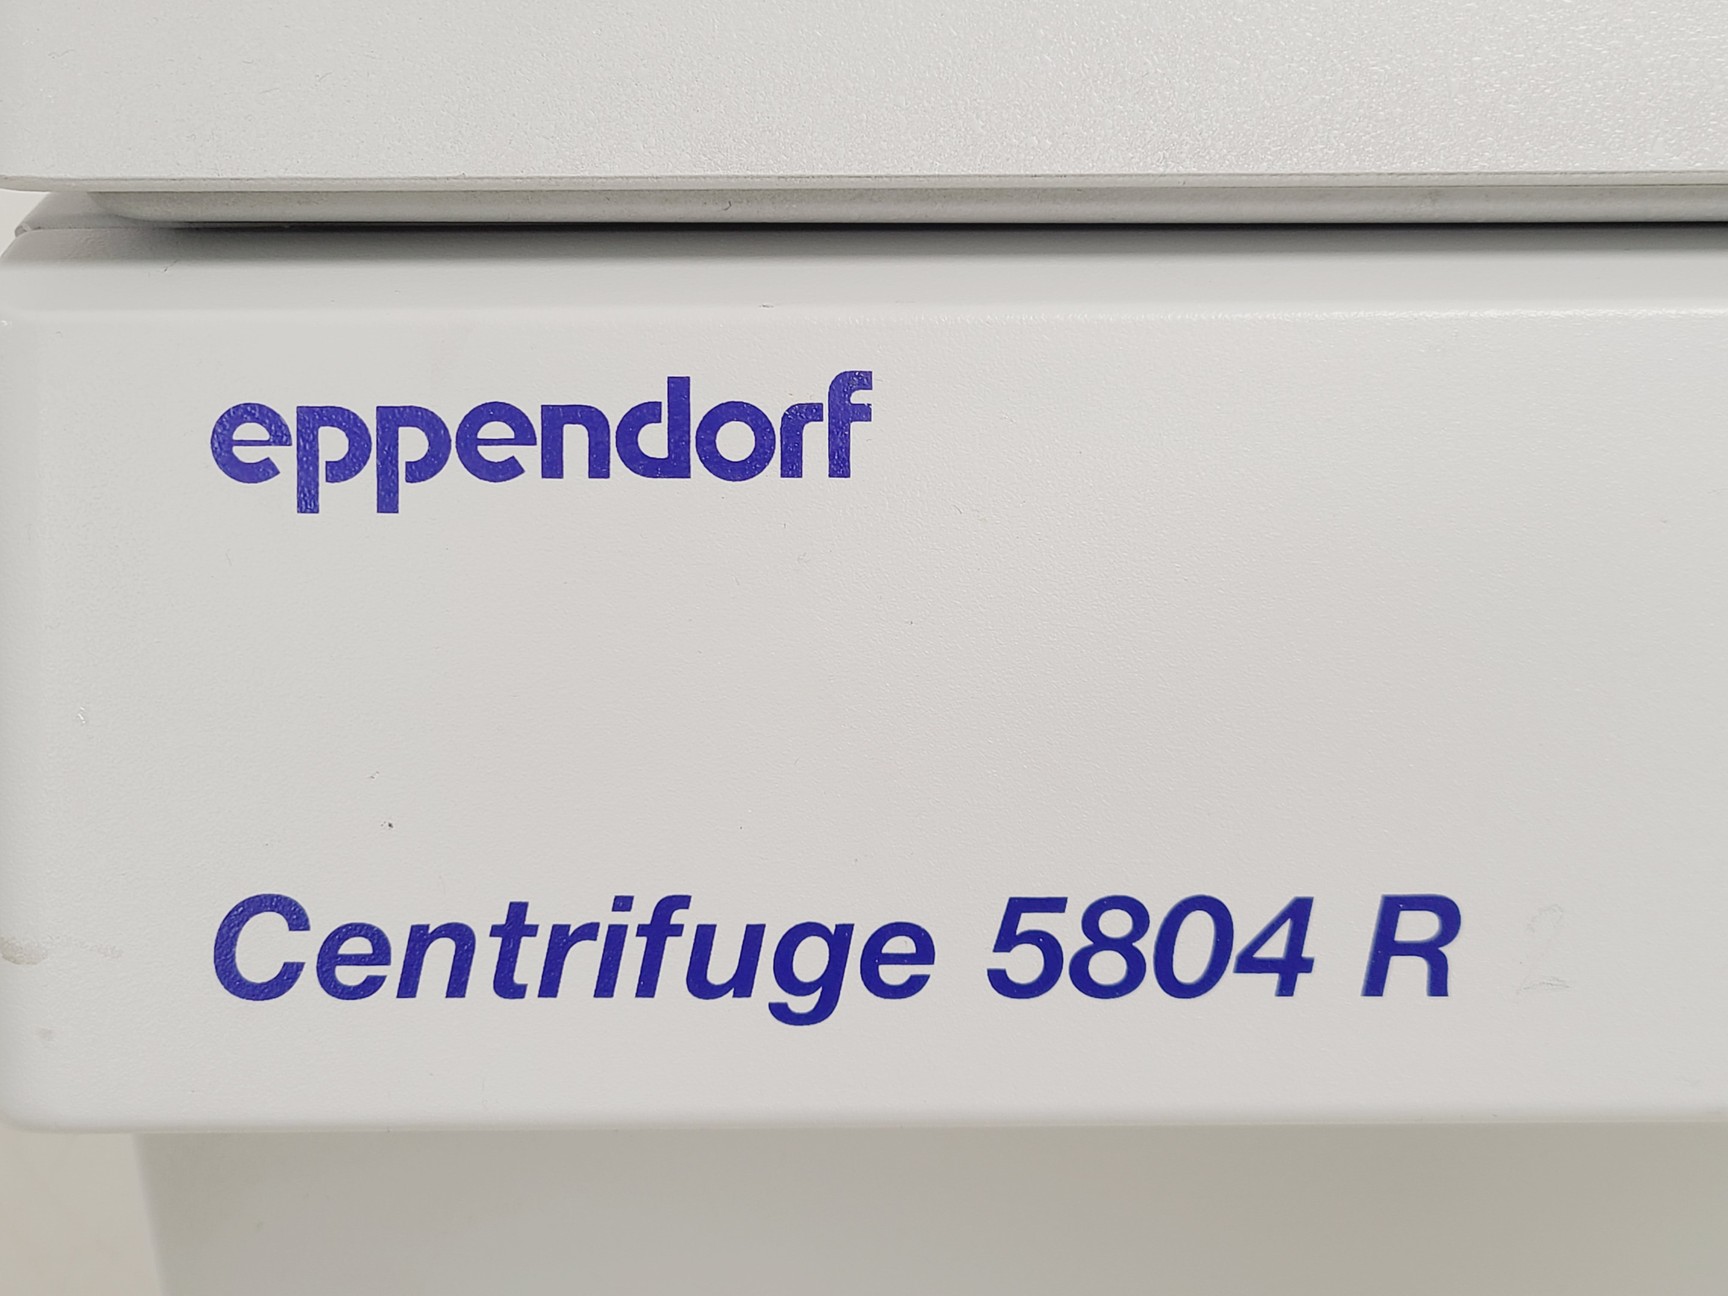 eppendorf
Centrifuge 5804 R